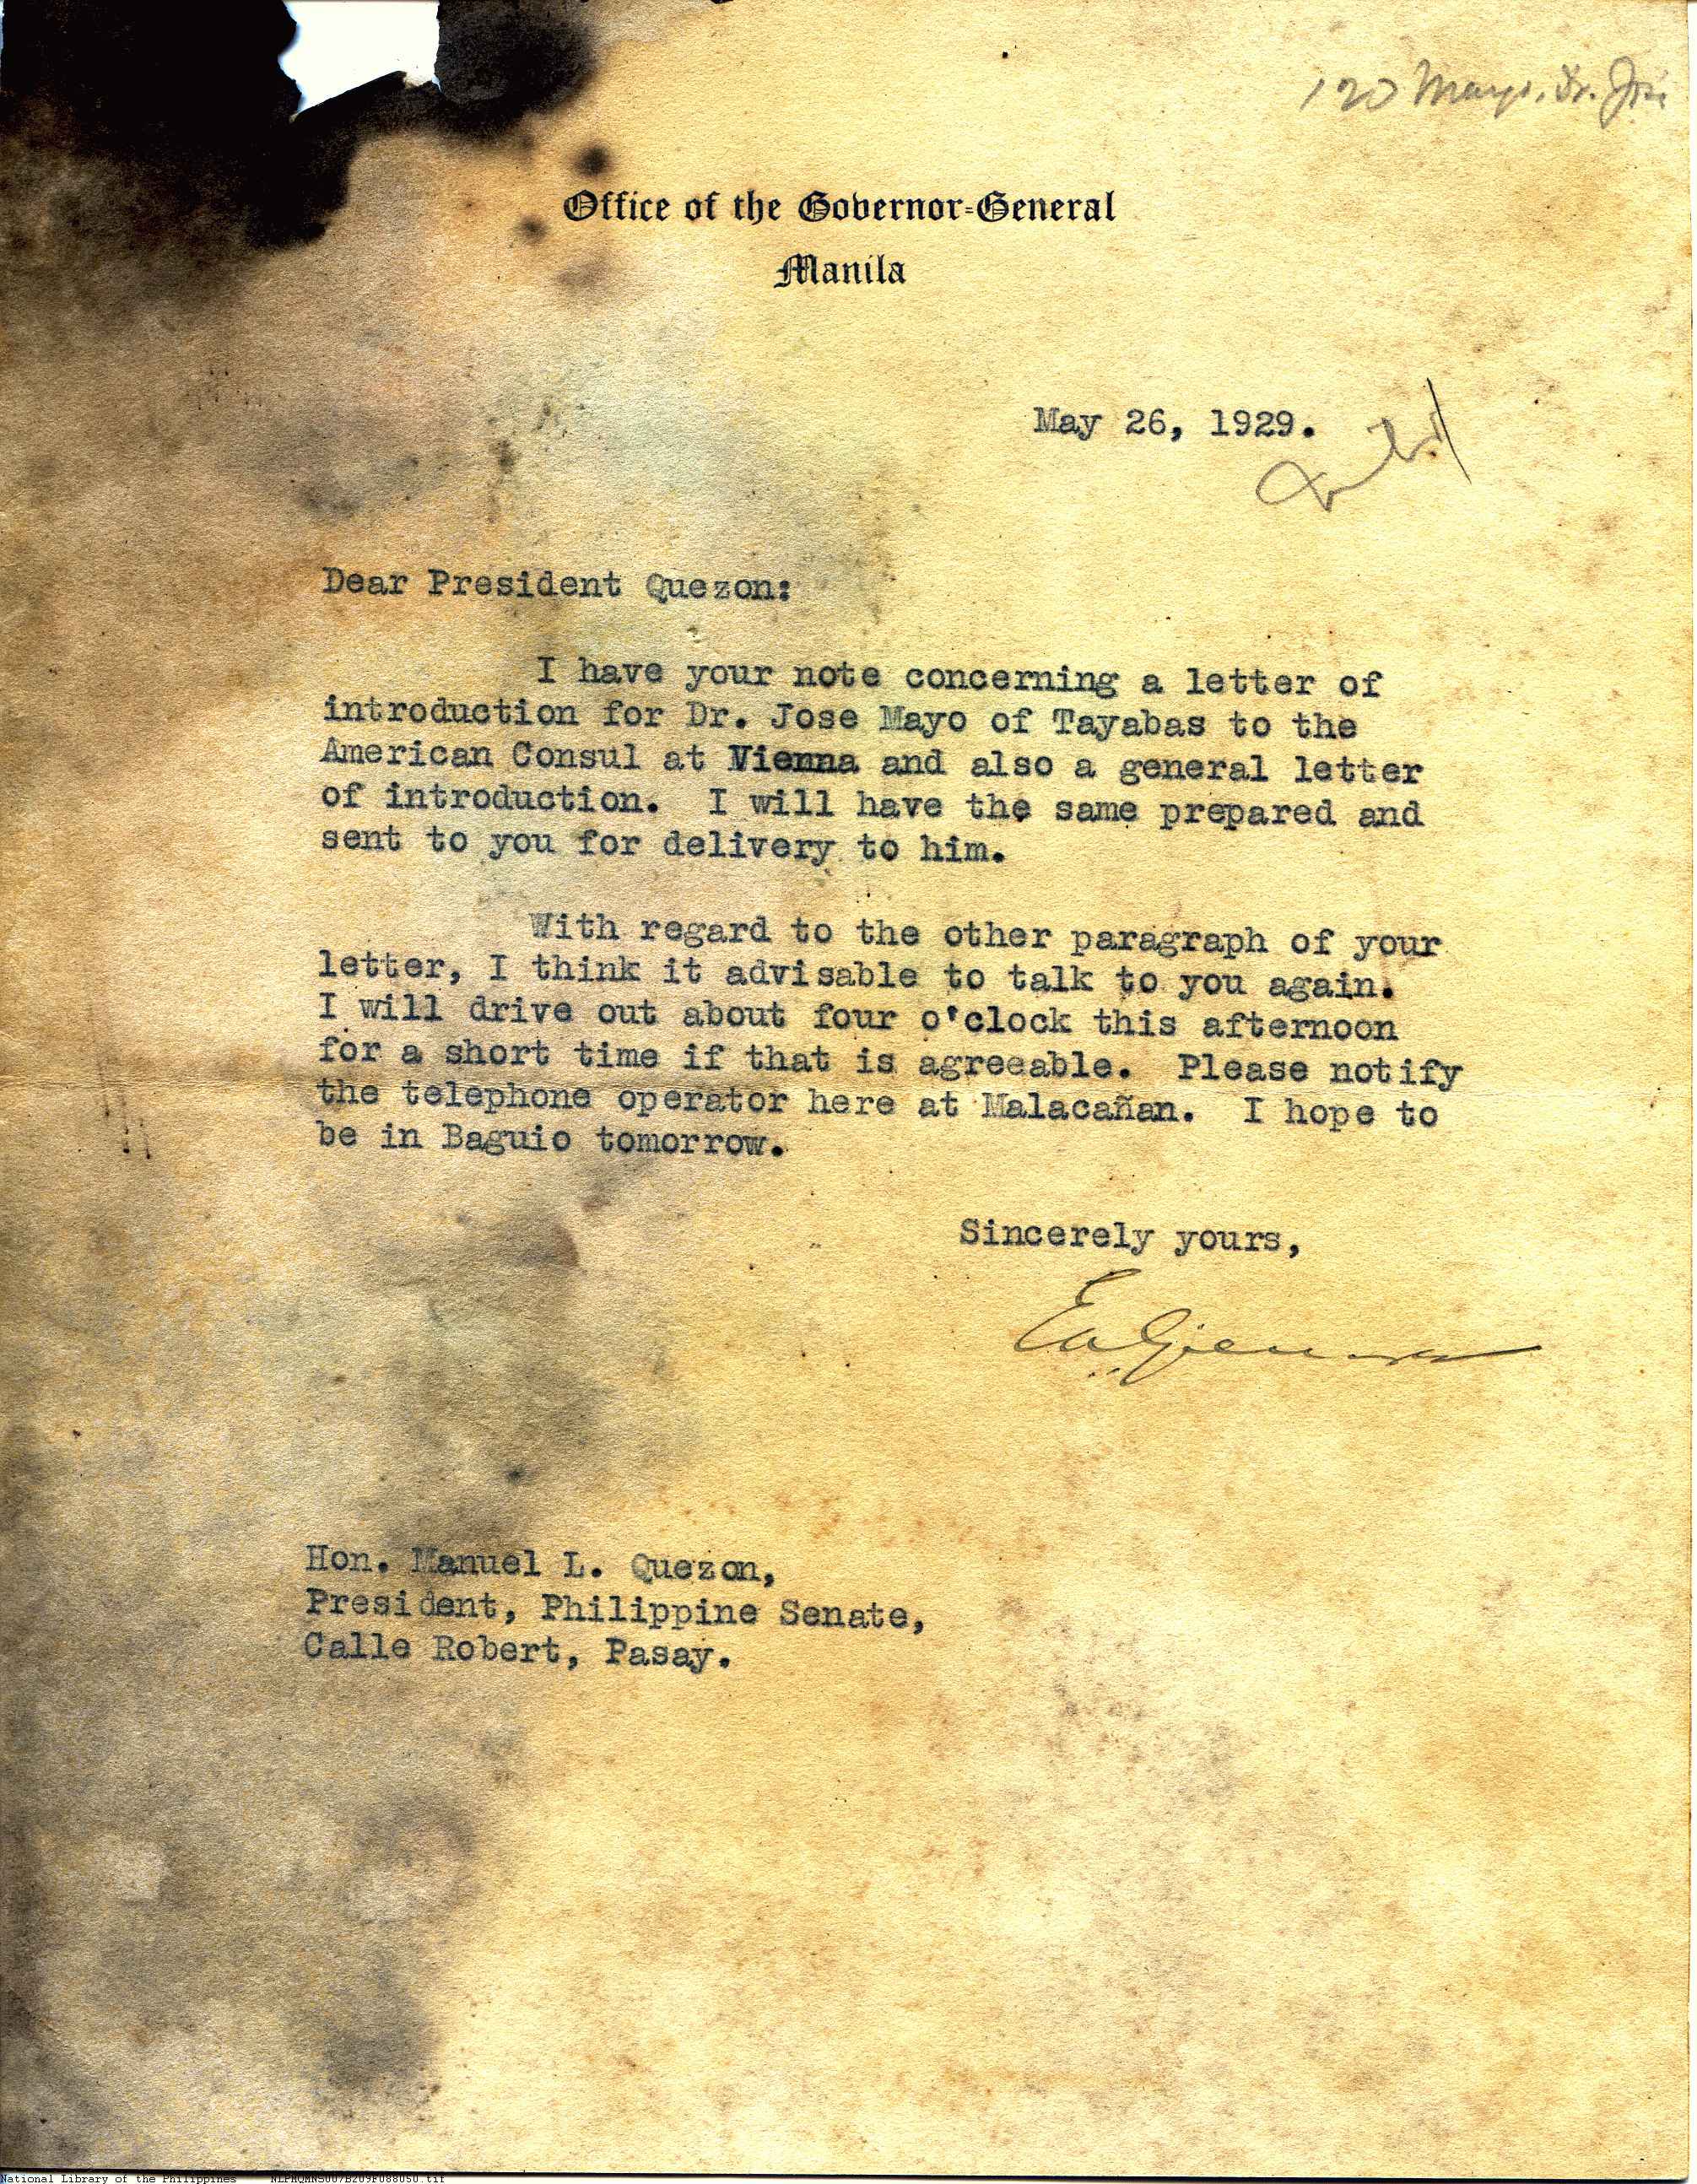 120 Mayo, Dr. José
Office of the Governor-General
Manila
May 26, 1929.
Dear President Quezon:
I have your note concerning a letter of
introduction for Dr. Jose Mayo of Tayabas to the
American Consul at Vienna and also a general letter
of introduction. I will have the same prepared and
sent to you for delivery to him.
With regard to the other paragraph of your
letter, I think it advisable to talk to you again.
I will drive out about four o'clock this afternoon
for a short time if that is agreeable. Please notify
the telephone operator here at Malacañan. I hope to
be in Baguio tomorrow.
Sincerely yours,
Hon. Manuel L. Quezon,
President, Philippine Senate,
Calle Robert, Pasay.
National Library of the Philippines NLPMQMNS007B209F088050.tif